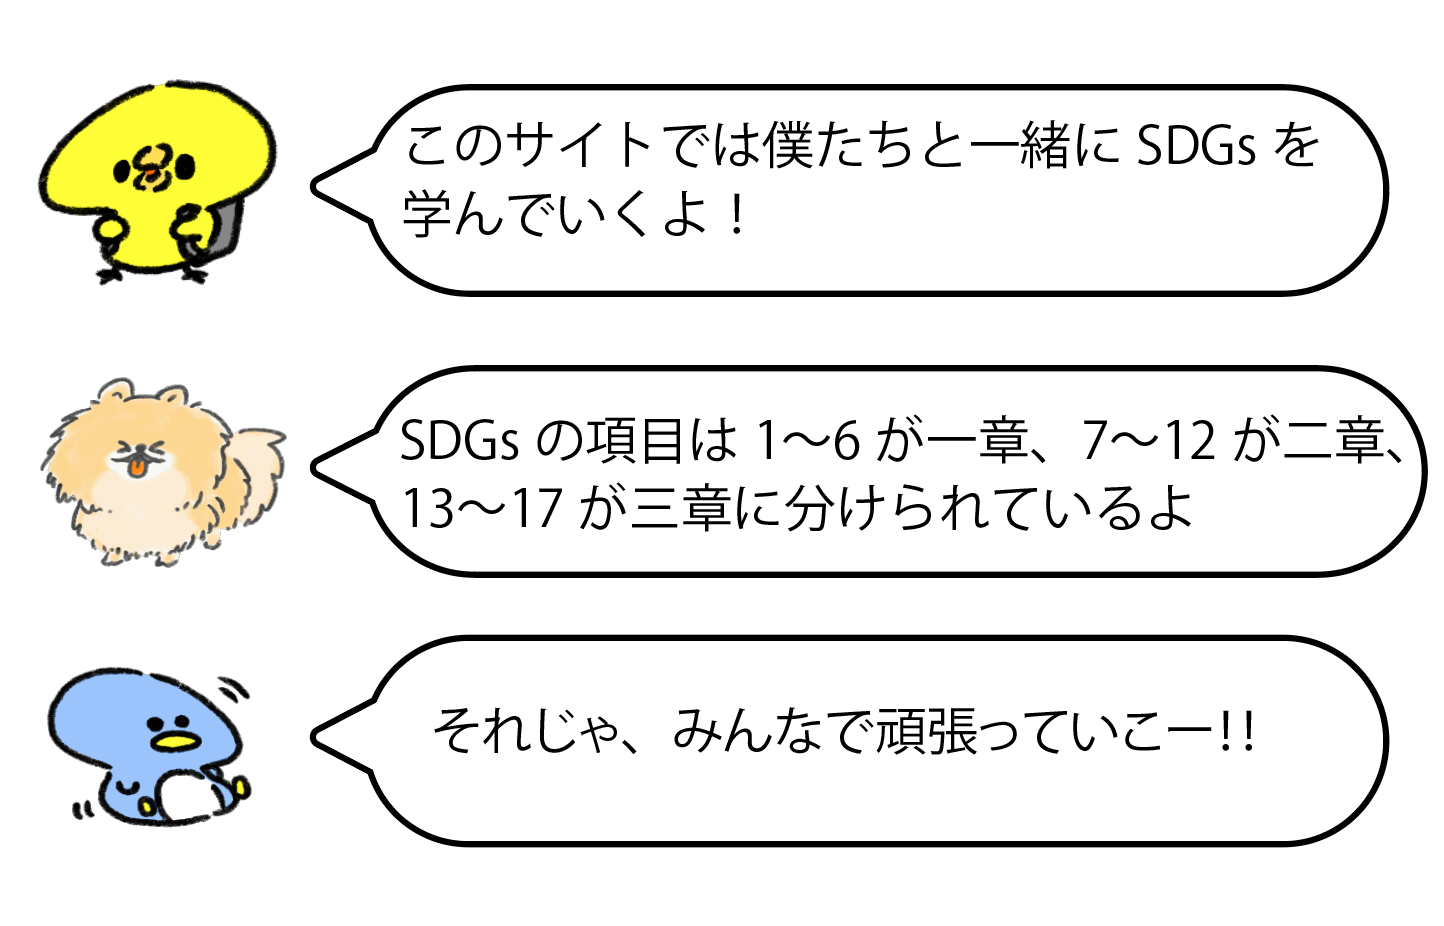 このサイトでは僕たちと一緒に SDGs を
学んでいくよ！
SDGs の項目は 1～6 が一章、7～12 が二章、
13～17 が三章に分けられているよ
それじゃ、みんなで頑張っていこー!!